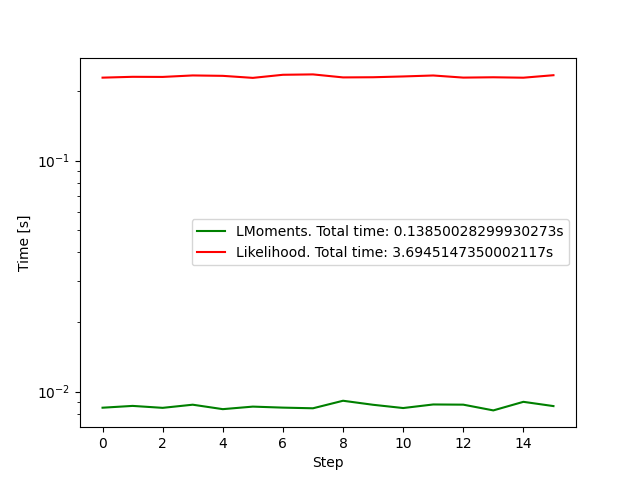 10⁻¹
10⁻²
Time [s]
LMoments. Total time: 0.13850028299930273s
Likelihood. Total time: 3.6945147350002117s
0 2 4 6 8 10 12 14
Step